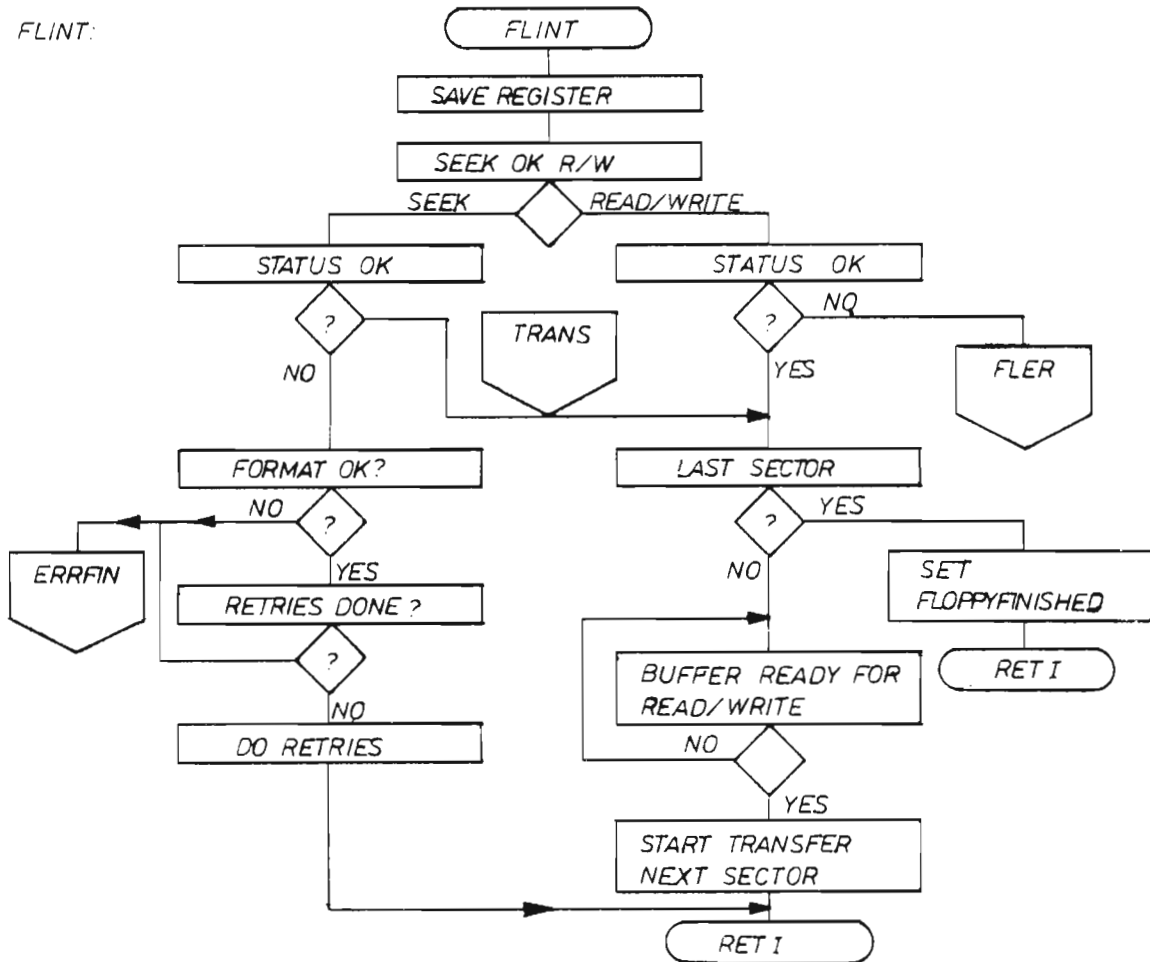 FLINT:
FLINT
SAVE REGISTER
SEEK OK R/W
SEEK
READ/WRITE
STATUS OK
STATUS OK
?
TRANS
?
NO
NO
YES
FLER
FORMAT OK?
LAST SECTOR
NO
?
?
YES
ERRFIN
YES
NO
SET
FLOPPYFINISHED
RETRIES DONE?
?
RET I
BUFFER READY FOR
READ/WRITE
NO
DO RETRIES
NO
YES
START TRANSFER
NEXT SECTOR
RET I